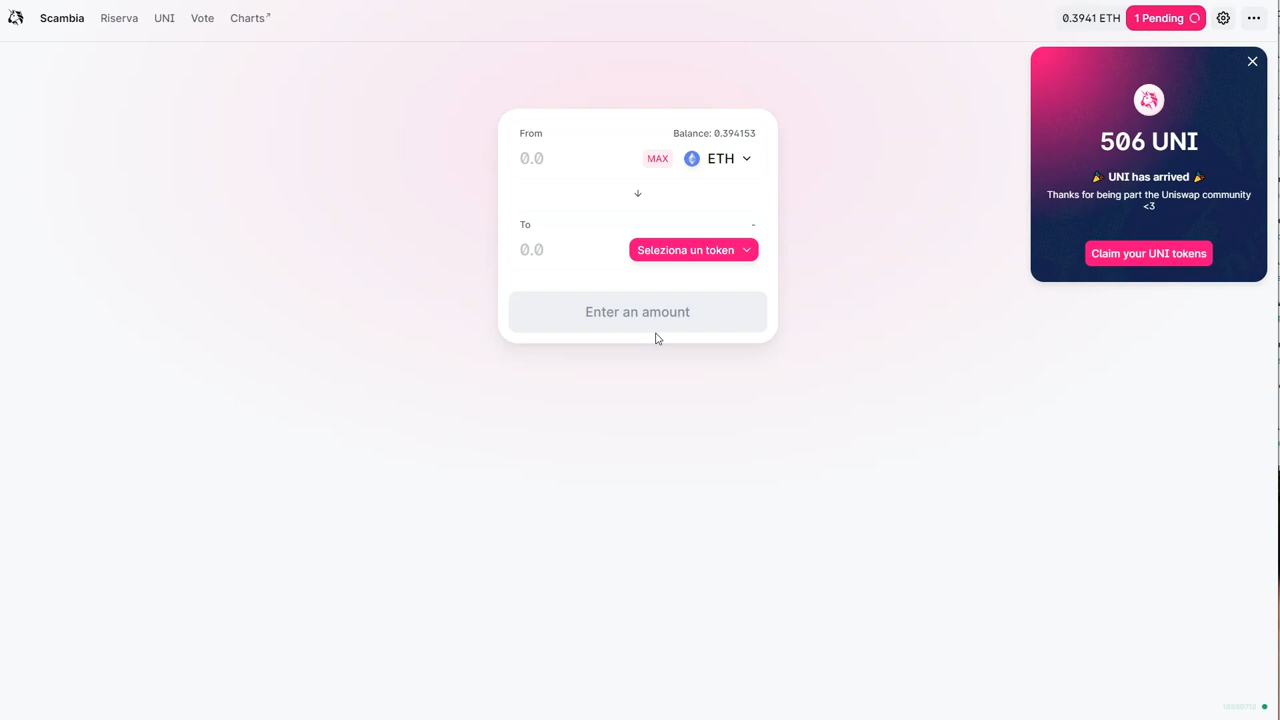 Scambia Riserva UNI Vote Charts↗ 0.3941 ETH 1 Pending
From Balance: 0.394153
0.0 MAX ETH
To -
0.0 Seleziona un token
Enter an amount
506 UNI
🎉 UNI has arrived 🎉
Thanks for being part the Uniswap community
<3
Claim your UNI tokens